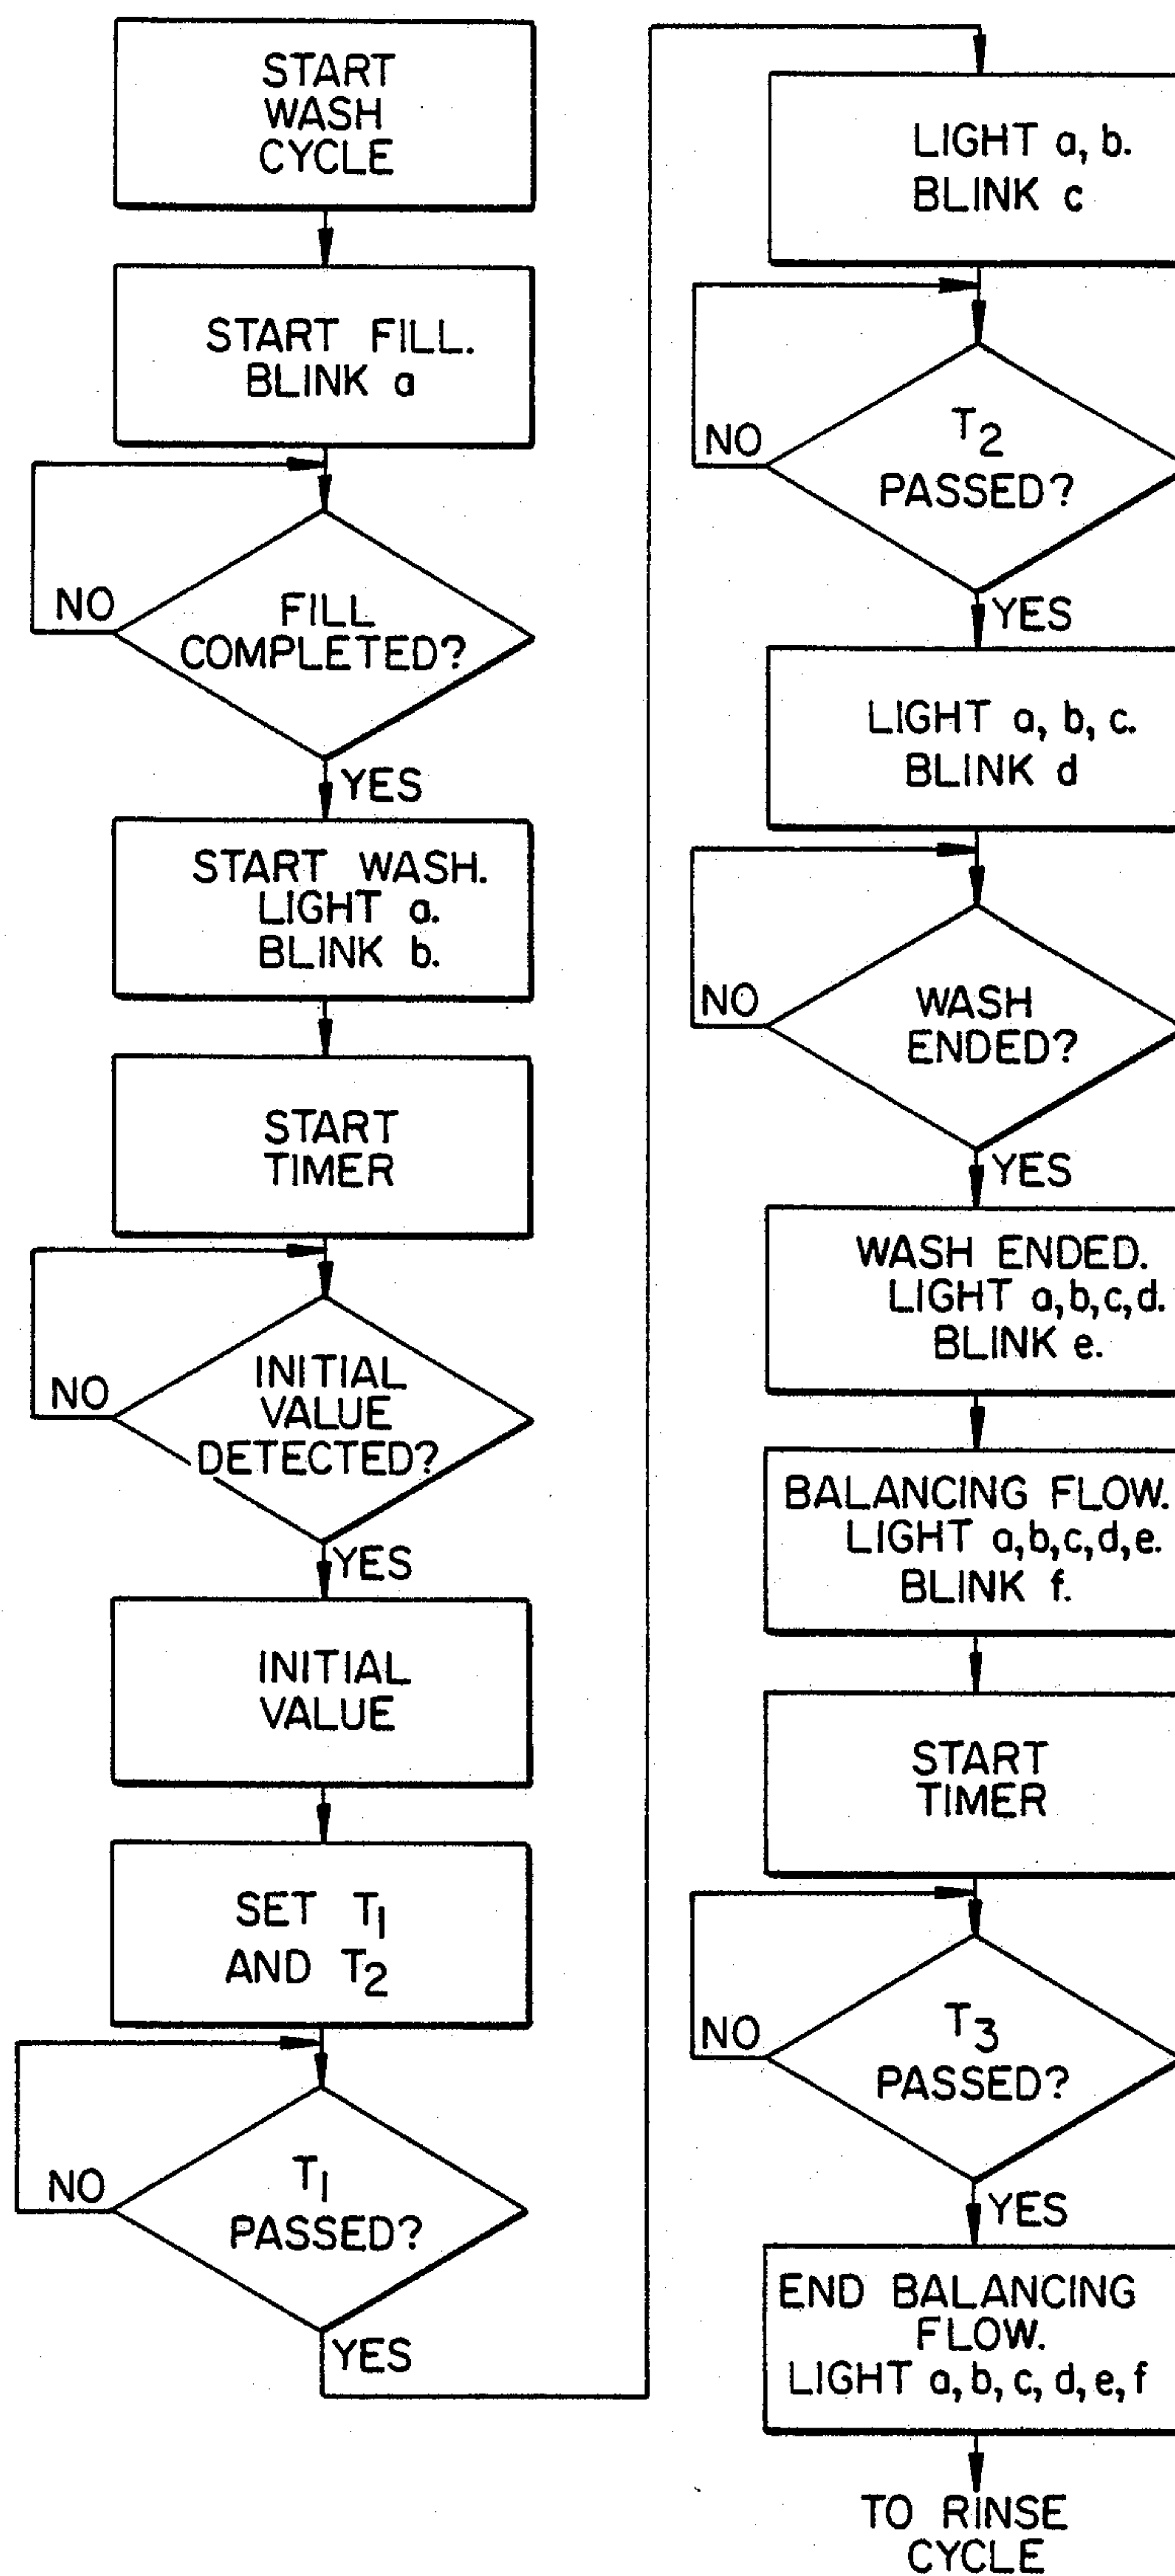 START
WASH
CYCLE
START FILL.
BLINK a
NO
FILL
COMPLETED?
YES
START WASH.
LIGHT a.
BLINK b.
START
TIMER
NO
INITIAL
VALUE
DETECTED?
YES
INITIAL
VALUE
SET T1
AND T2
NO
T1
PASSED?
YES
LIGHT a, b.
BLINK c
NO
T2
PASSED?
YES
LIGHT a, b, c.
BLINK d
NO
WASH
ENDED?
YES
WASH ENDED.
LIGHT a,b,c,d.
BLINK e.
BALANCING FLOW.
LIGHT a,b,c,d,e.
BLINK f.
START
TIMER
NO
T3
PASSED?
YES
END BALANCING
FLOW.
LIGHT a, b, c, d, e, f
TO RINSE
CYCLE